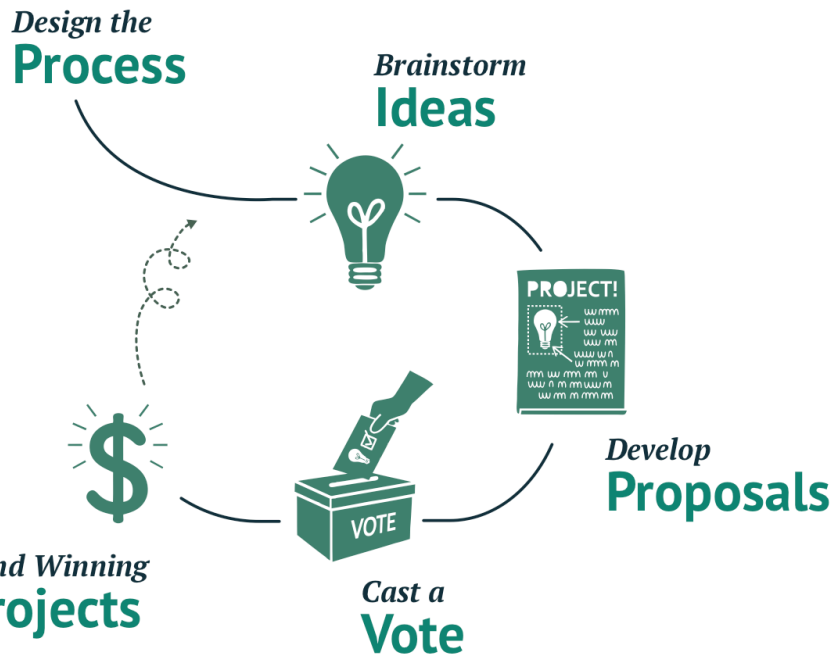 Design the
Process
Brainstorm
Ideas
PROJECT!
Develop
Proposals
VOTE
Cast a
Vote
nd Winning
rojects